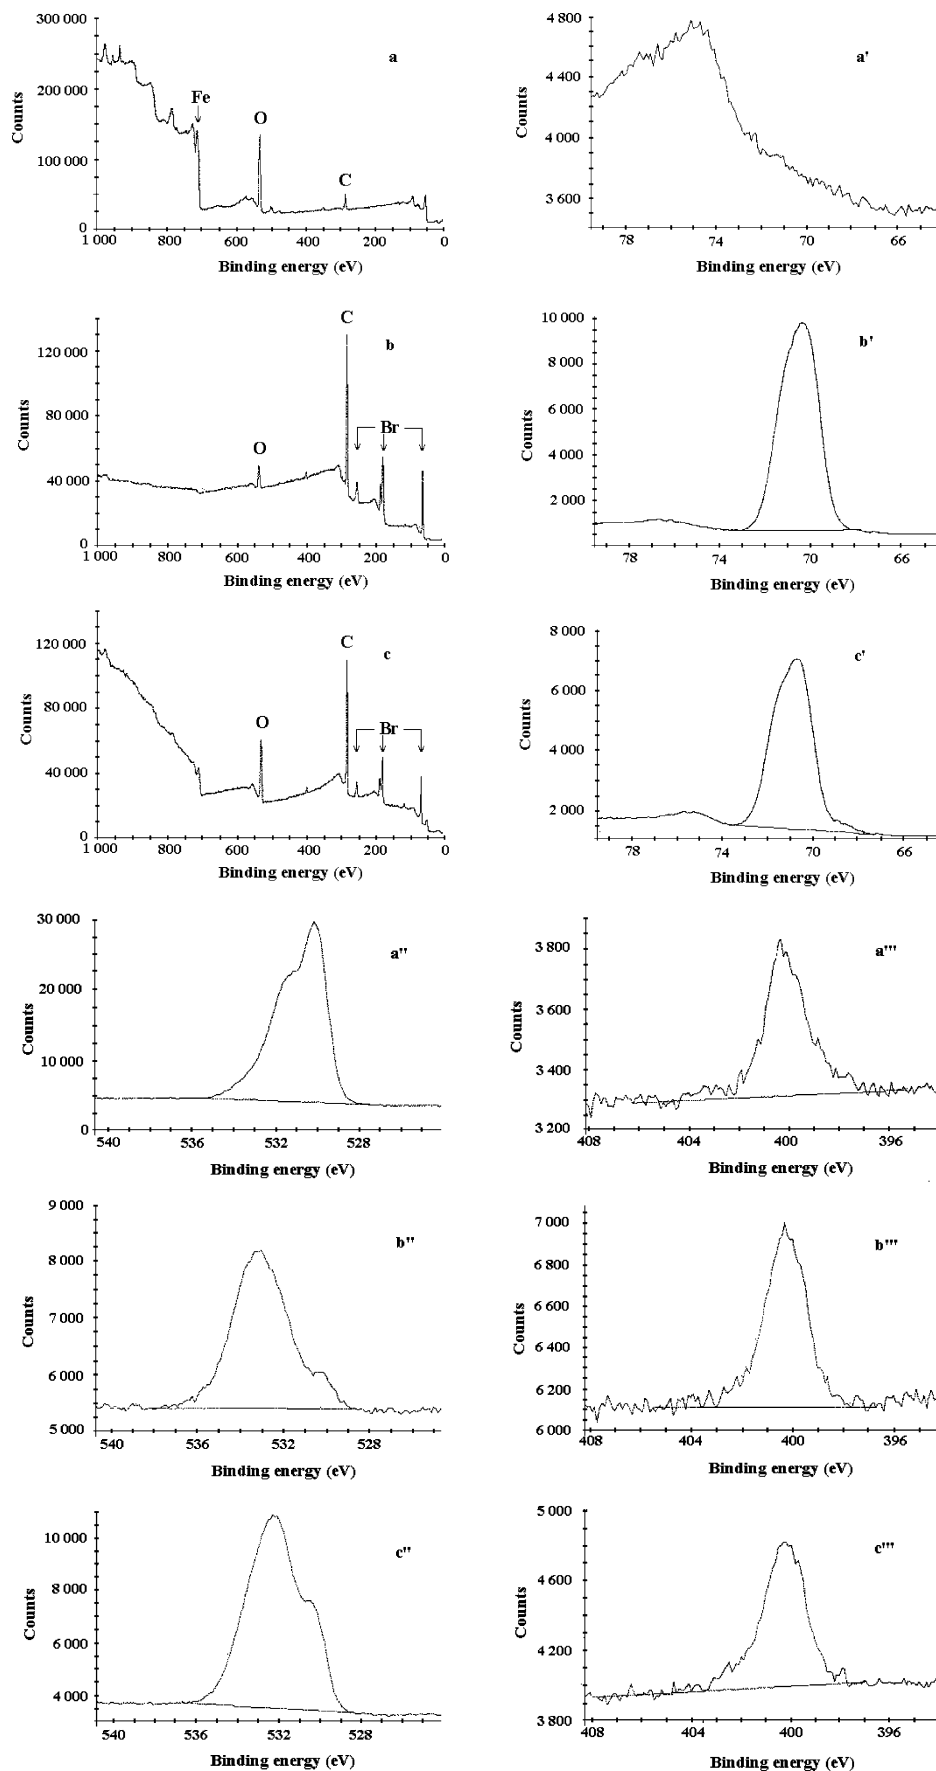 300 000
200 000
100 000
0
Counts
a
Fe
O
C
1 000 800 600 400 200 0
Binding energy (eV)
4 800
4 400
4 000
3 600
Counts
a'
78 74 70 66
Binding energy (eV)
120 000
80 000
40 000
0
Counts
C
b
Br
O
1 000 800 600 400 200 0
Binding energy (eV)
10 000
8 000
6 000
4 000
2 000
Counts
b'
78 74 70 66
Binding energy (eV)
120 000
80 000
40 000
0
Counts
C
c
O
Br
1 000 800 600 400 200 0
Binding energy (eV)
8 000
6 000
4 000
2 000
Counts
c'
78 74 70 66
Binding energy (eV)
30 000
20 000
10 000
0
Counts
a''
540 536 532 528
Binding energy (eV)
3 800
3 600
3 400
3 200
Counts
a'''
408 404 400 396
Binding energy (eV)
9 000
8 000
7 000
6 000
5 000
Counts
b''
540 536 532 528
Binding energy (eV)
7 000
6 800
6 600
6 400
6 200
6 000
Counts
b'''
408 404 400 396
Binding energy (eV)
10 000
8 000
6 000
4 000
Counts
c''
540 536 532 528
Binding energy (eV)
5 000
4 600
4 200
3 800
Counts
c'''
408 404 400 396
Binding energy (eV)